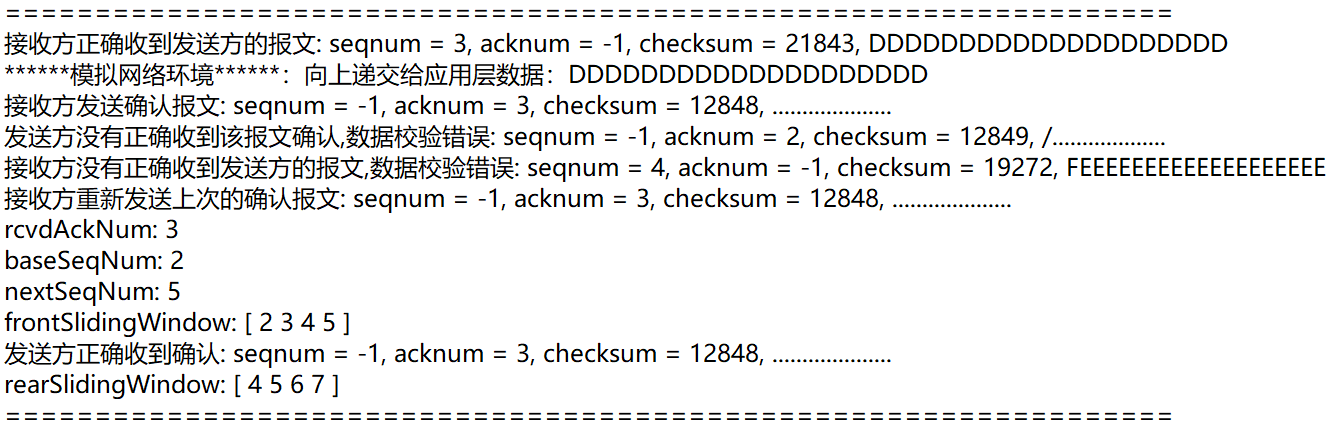 =================================================================
接收方正确收到发送方的报文: seqnum = 3, acknum = -1, checksum = 21843, DDDDDDDDDDDDDDDDDDDD
******模拟网络环境******：向上递交给应用层数据：DDDDDDDDDDDDDDDDDDDD
接收方发送确认报文: seqnum = -1, acknum = 3, checksum = 12848, .....................
发送方没有正确收到该报文确认,数据校验错误: seqnum = -1, acknum = 2, checksum = 12849, /....................
接收方没有正确收到发送方的报文,数据校验错误: seqnum = 4, acknum = -1, checksum = 19272, FEEEEEEEEEEEEEEEEEEEE
接收方重新发送上次的确认报文: seqnum = -1, acknum = 3, checksum = 12848, .....................
rcvdAckNum: 3
baseSeqNum: 2
nextSeqNum: 5
frontSlidingWindow: [ 2 3 4 5 ]
发送方正确收到确认: seqnum = -1, acknum = 3, checksum = 12848, .....................
rearSlidingWindow: [ 4 5 6 7 ]
=================================================================